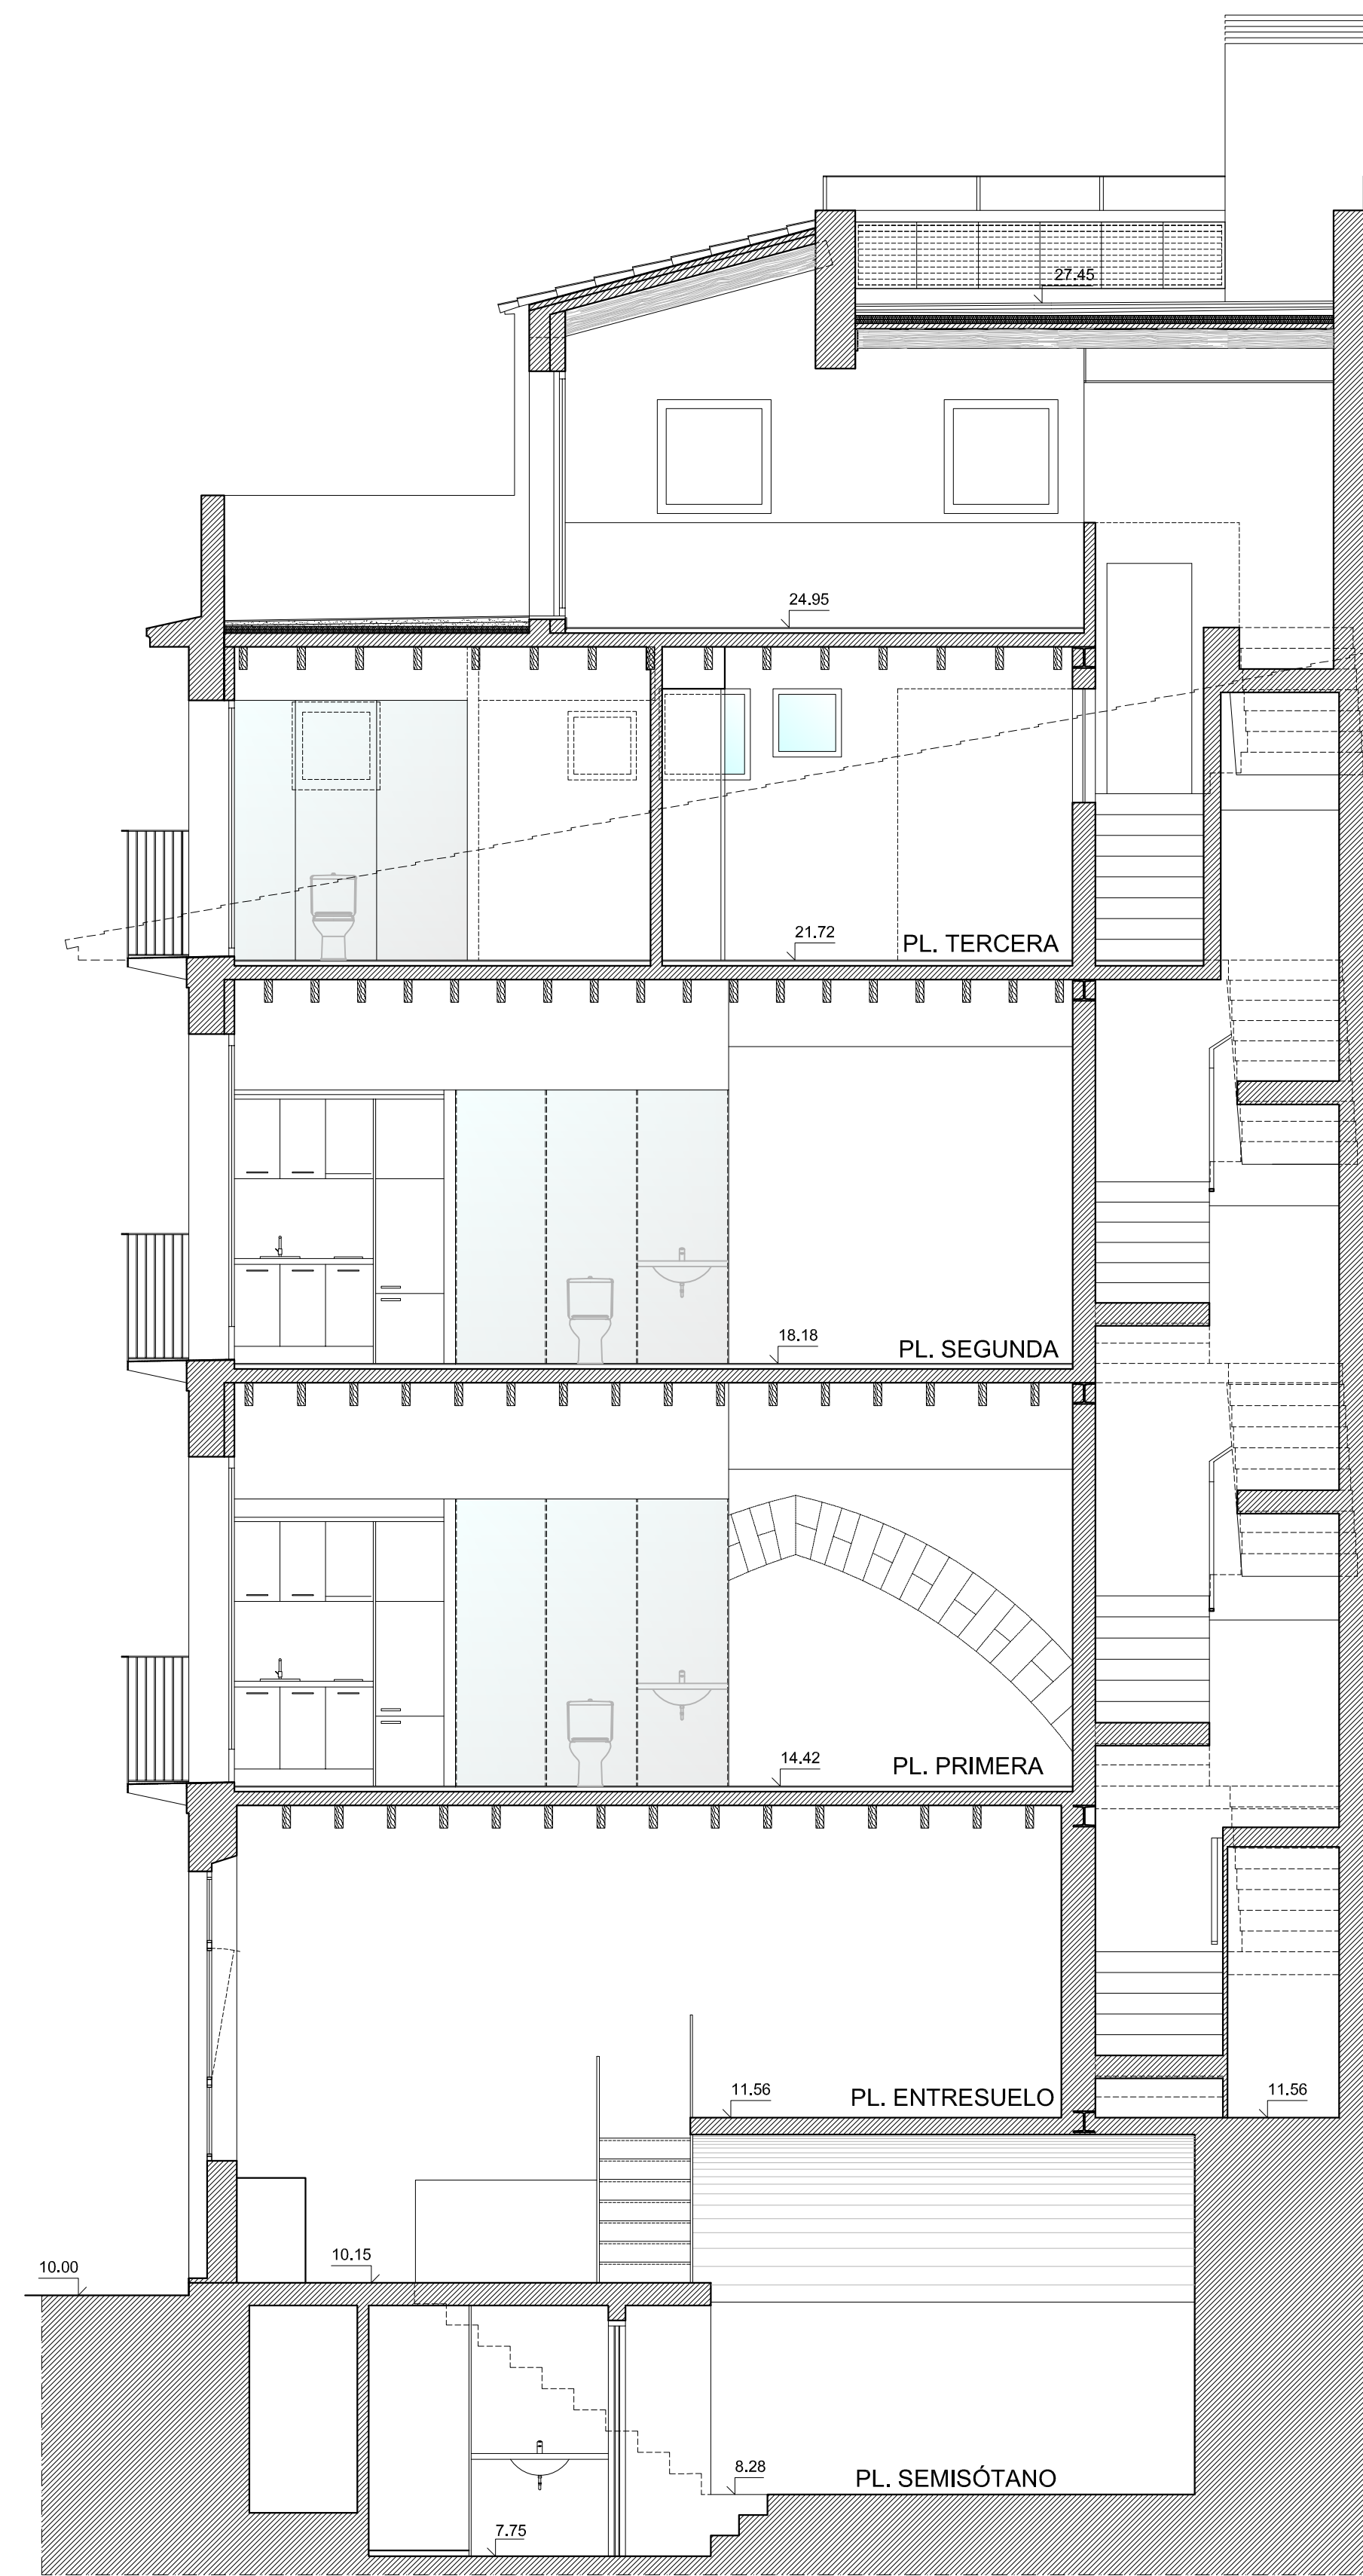 27.45
24.95
21.72
PL. TERCERA
18.18
PL. SEGUNDA
14.42
PL. PRIMERA
11.56
PL. ENTRESUELO
11.56
10.00
10.15
8.28
PL. SEMISÓTANO
7.75